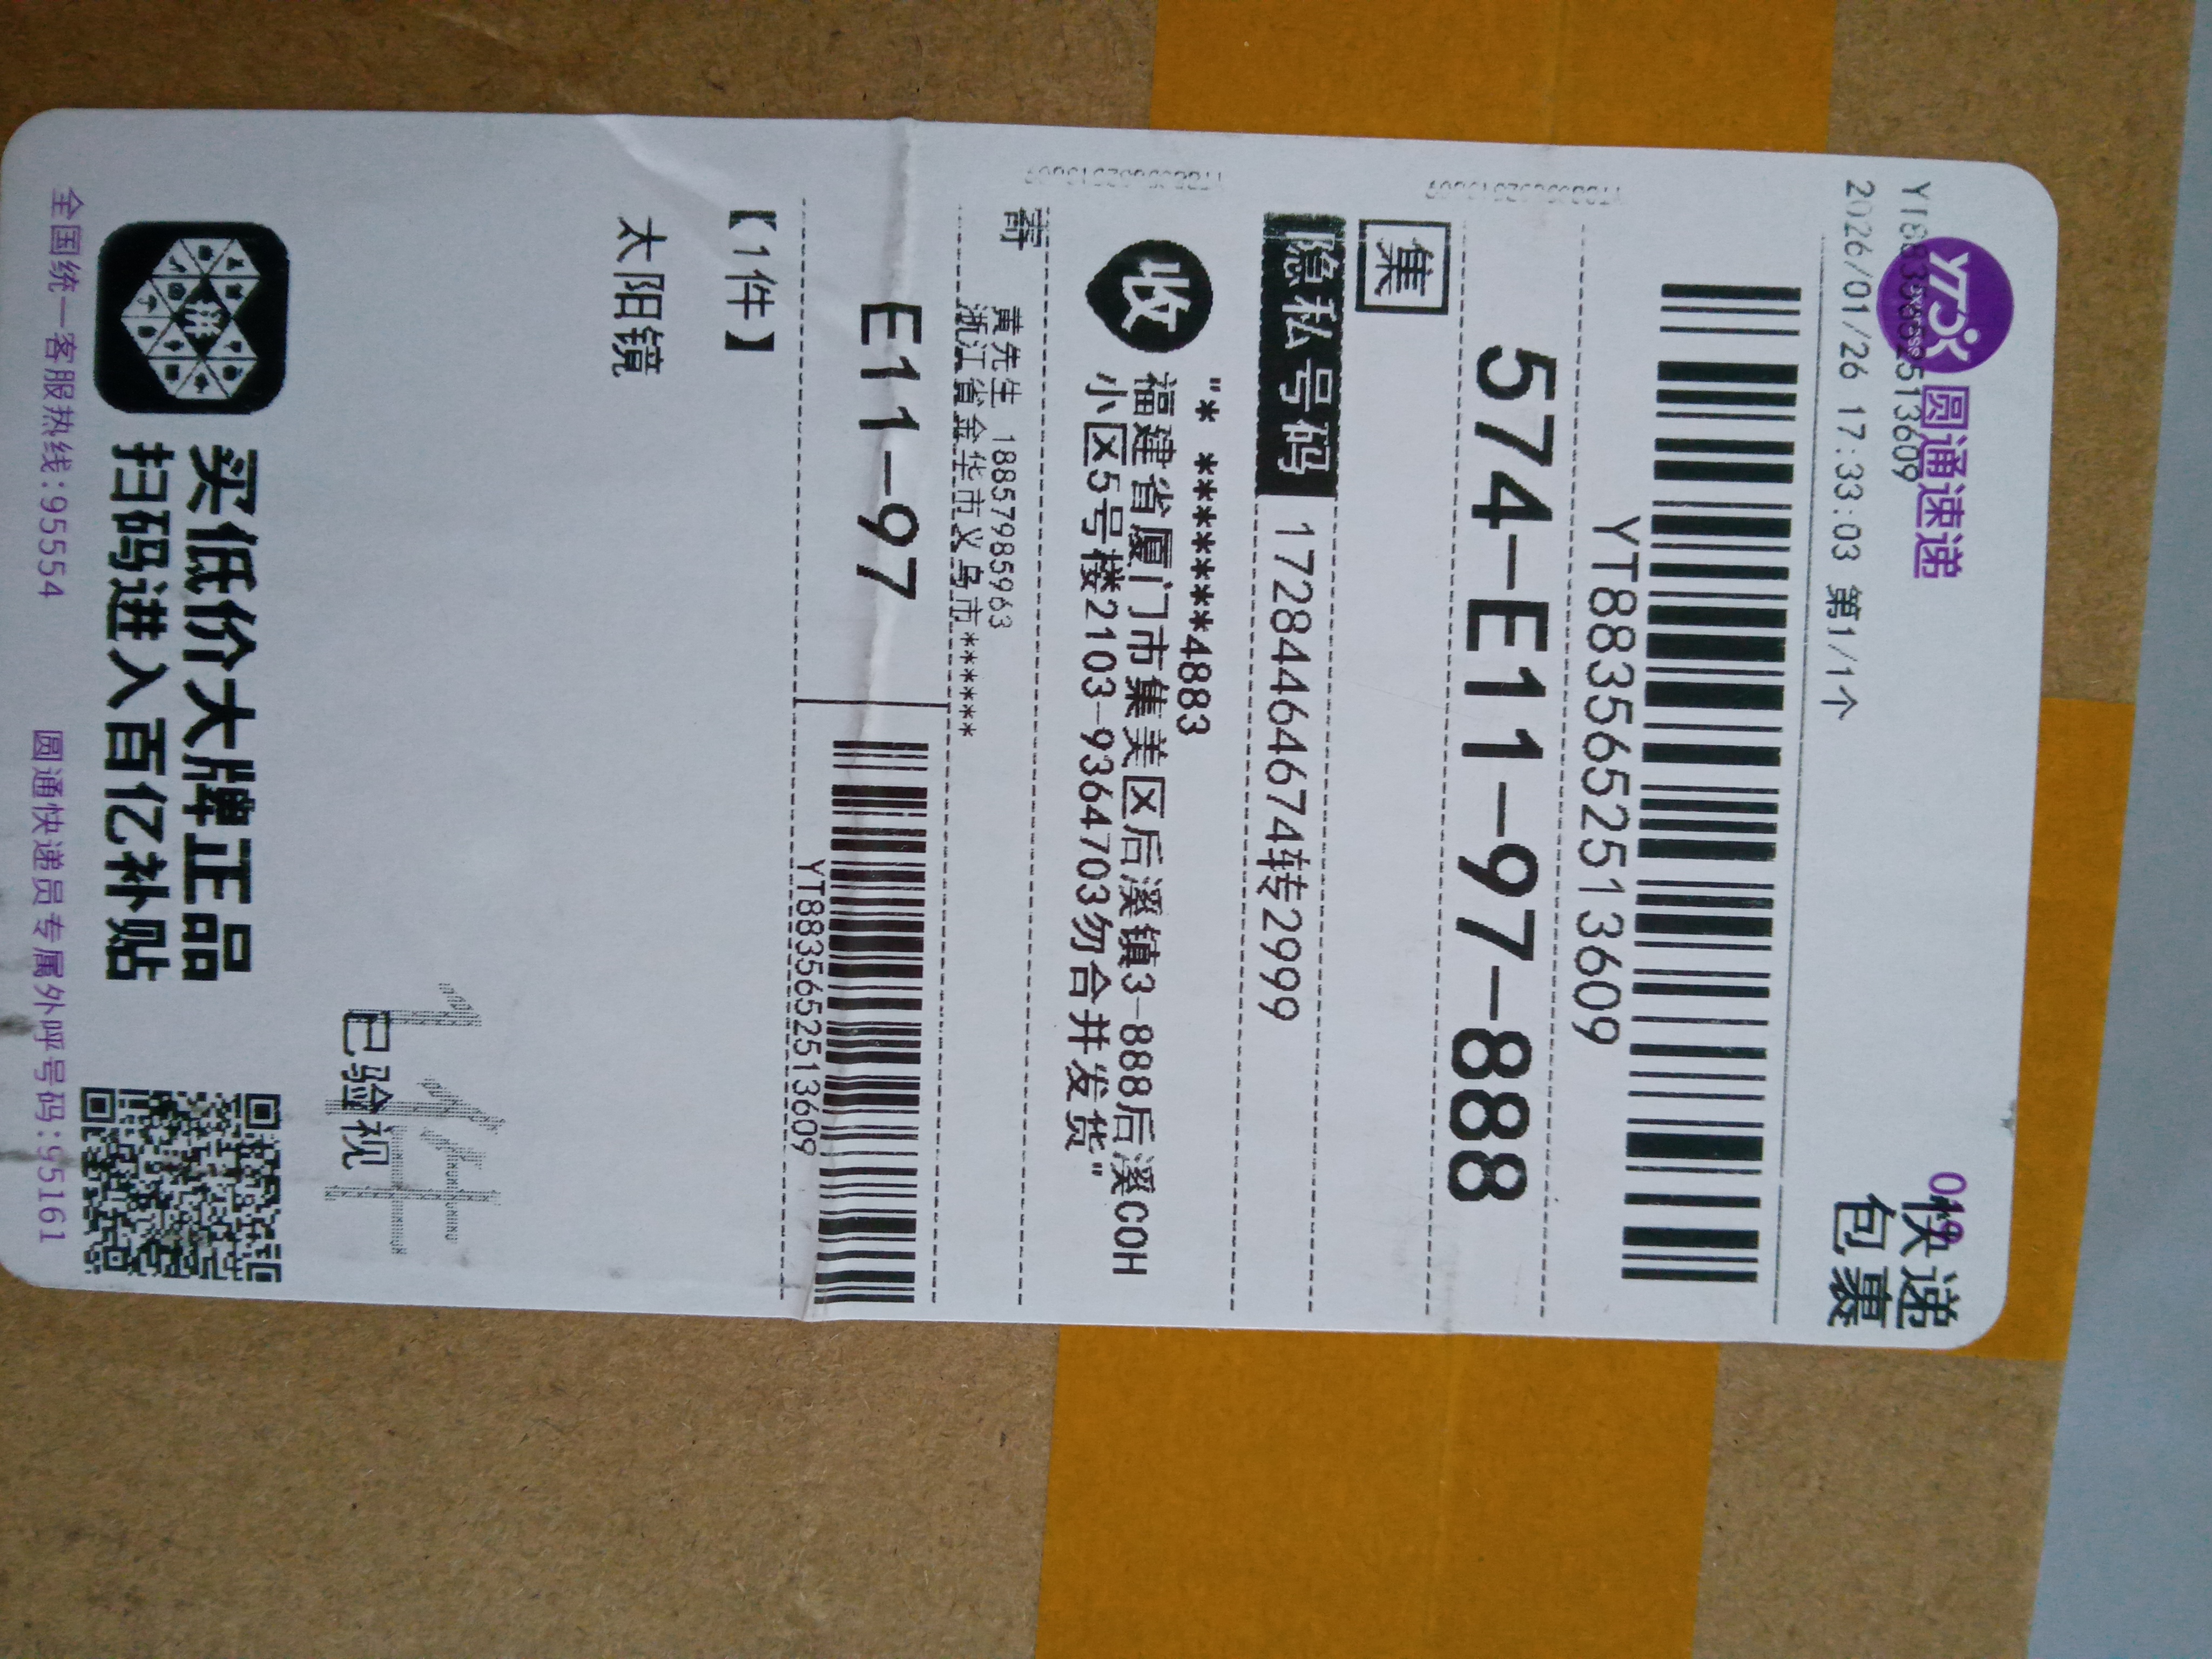 圆通速递
YTO
express
YT8835652513609
2026/01/26 17:33:03 第1/1个
快递
包裹
YT8835652513609
574-E11-97-888
集
隐私号码 17284464674转2999
"* **********4883
收
福建省厦门市集美区后溪镇3-888后溪COH
小区5号楼2103-9364703勿合并发货"
寄
黄先生 18857985963
浙江省金华市义乌市*******
E11-97
YT8835652513609
【1件】
太阳镜
1件
已验视
拼
买低价大牌正品
扫码进入百亿补贴
全国统一客服热线:95554
圆通快递员专属外呼号码:95161